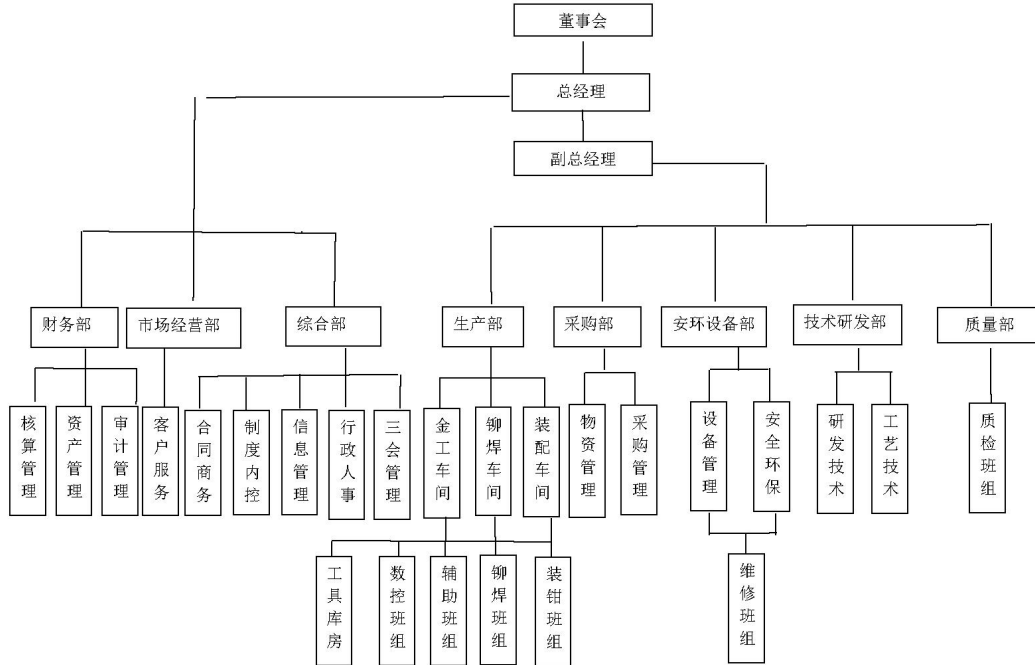 董事会
总经理
副总经理
财务部
市场经营部
综合部
生产部
采购部
安环设备部
技术研发部
质量部
核算管理
资产管理
审计管理
客户服务
合同商务
制度内控
信息管理
行政人事
三会管理
金工车间
铆焊车间
装配车间
物资管理
采购管理
设备管理
安全环保
研发技术
工艺技术
质检班组
工具库房
数控班组
辅助班组
铆焊班组
装钳班组
维修班组